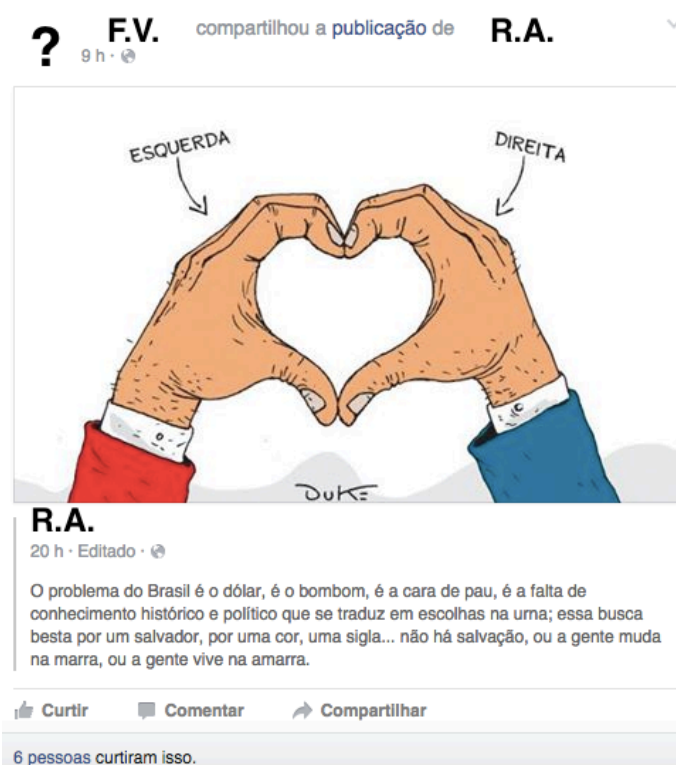 ? F.V. compartilhou a publicação de R.A.
9 h ·
ESQUERDA DIREITA
DUKE
R.A.
20 h · Editado ·
O problema do Brasil é o dólar, é o bombom, é a cara de pau, é a falta de
conhecimento histórico e político que se traduz em escolhas na urna; essa busca
besta por um salvador, por uma cor, uma sigla... não há salvação, ou a gente muda
na marra, ou a gente vive na amarra.
Curtir Comentar Compartilhar
6 pessoas curtiram isso.